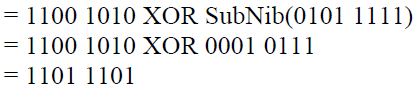 = 1100 1010 XOR SubNib(0101 1111)
= 1100 1010 XOR 0001 0111
= 1101 1101